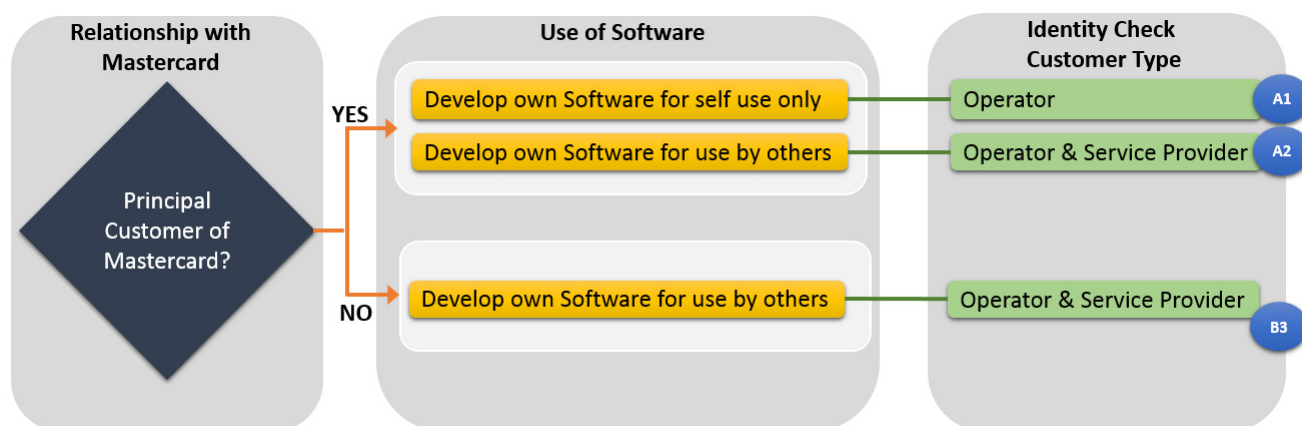 Relationship with
Mastercard
Use of Software
Identity Check
Customer Type
Principal
Customer of
Mastercard?
YES
Develop own Software for self use only
Operator
A1
Develop own Software for use by others
Operator & Service Provider
A2
NO
Develop own Software for use by others
Operator & Service Provider
B3